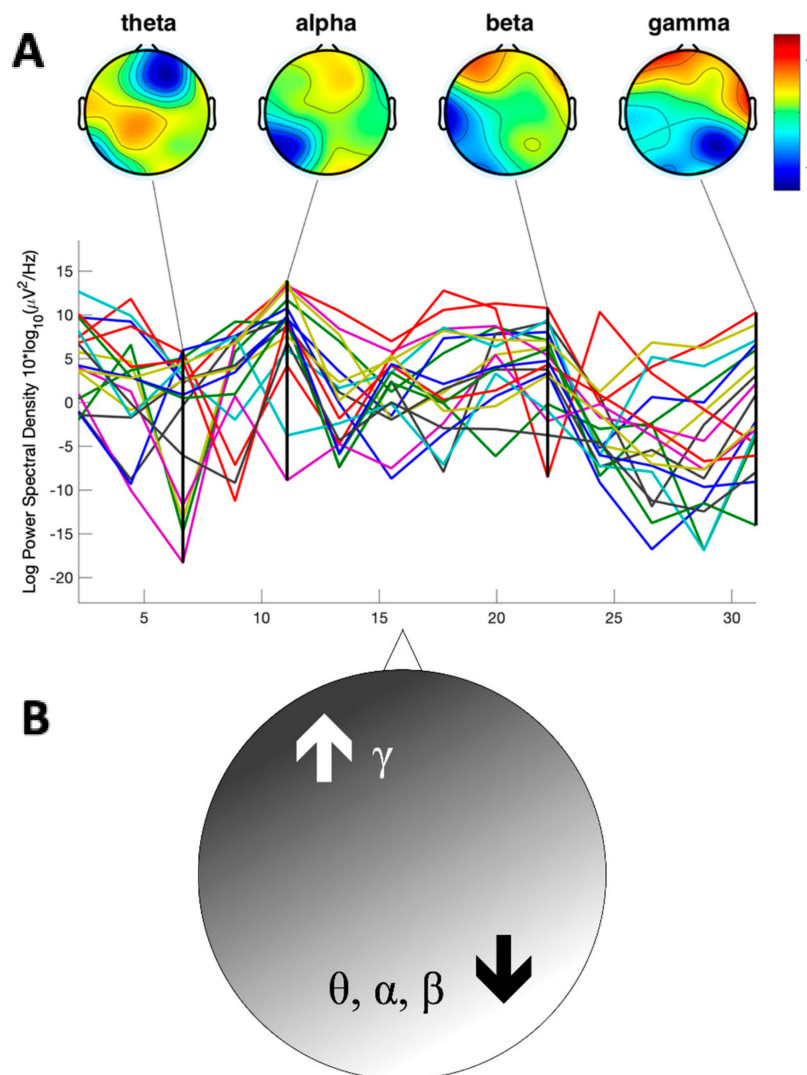 A
theta alpha beta gamma
Log Power Spectral Density 10*log10(μV2/Hz)
15
10
5
0
-5
-10
-15
-20
5 10 15 20 25 30
B
γ
θ, α, β